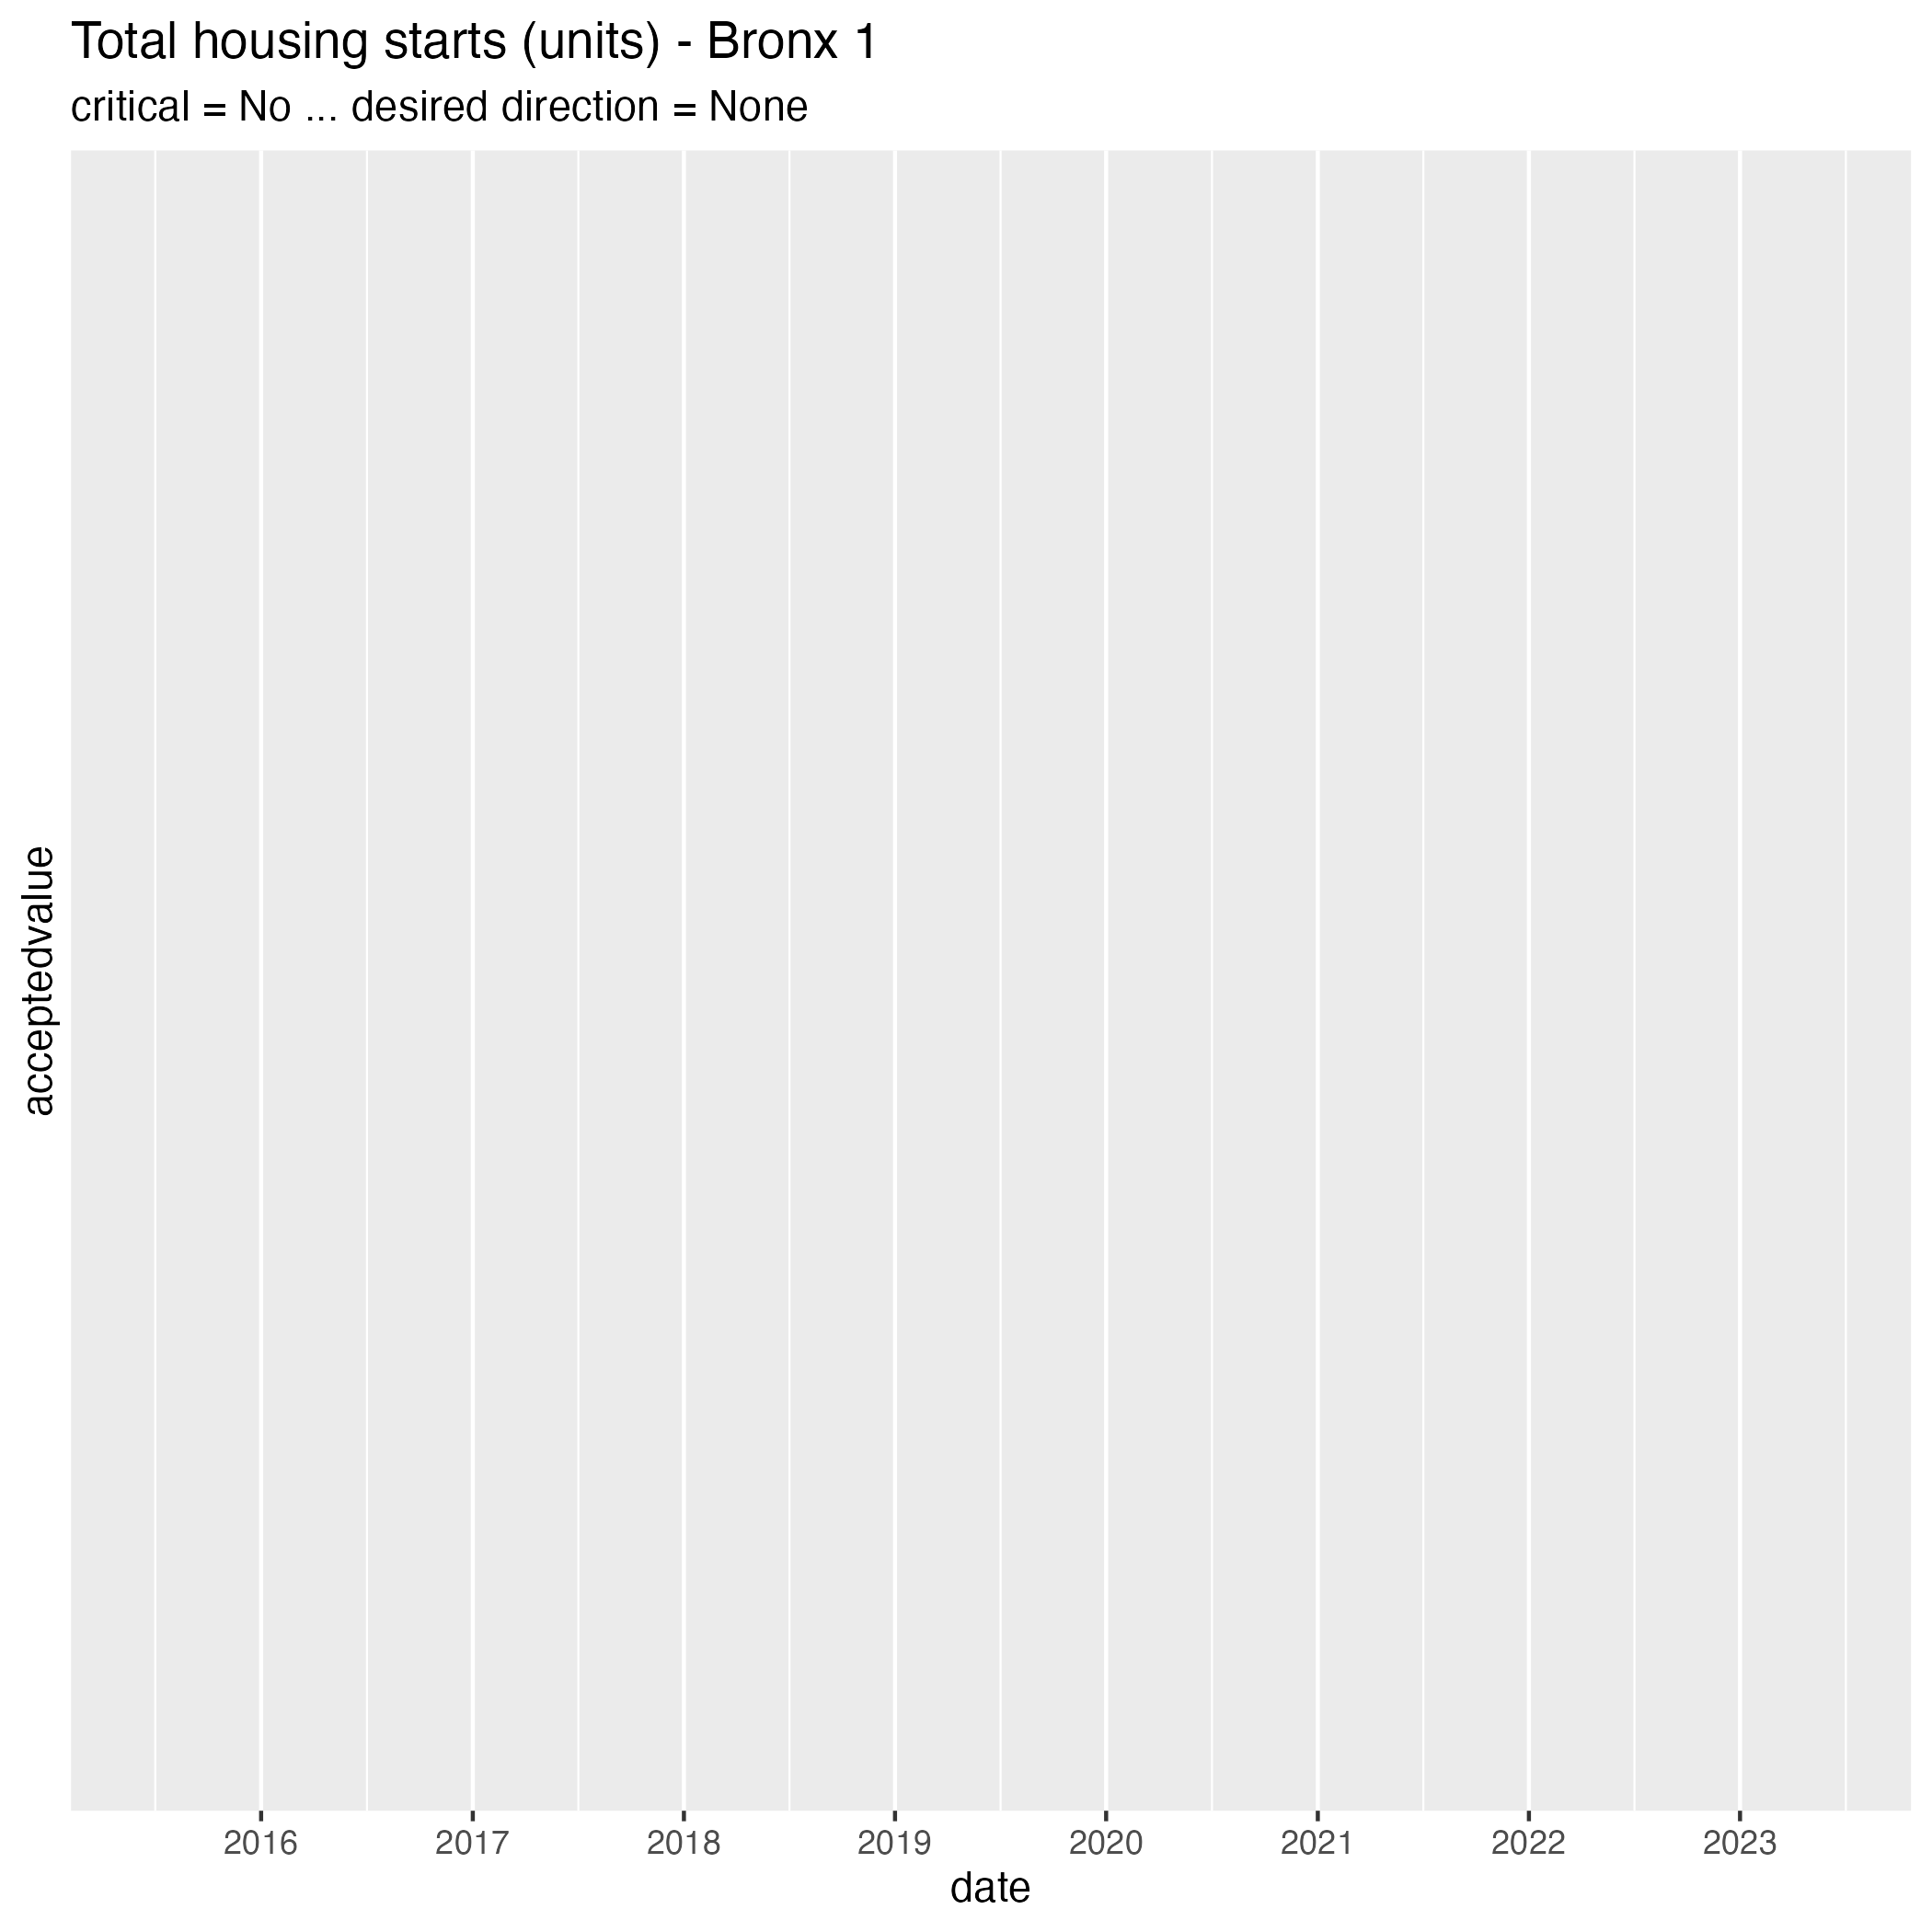 Total housing starts (units) - Bronx 1
critical = No ... desired direction = None
acceptedvalue
2016 2017 2018 2019 2020 2021 2022 2023
date